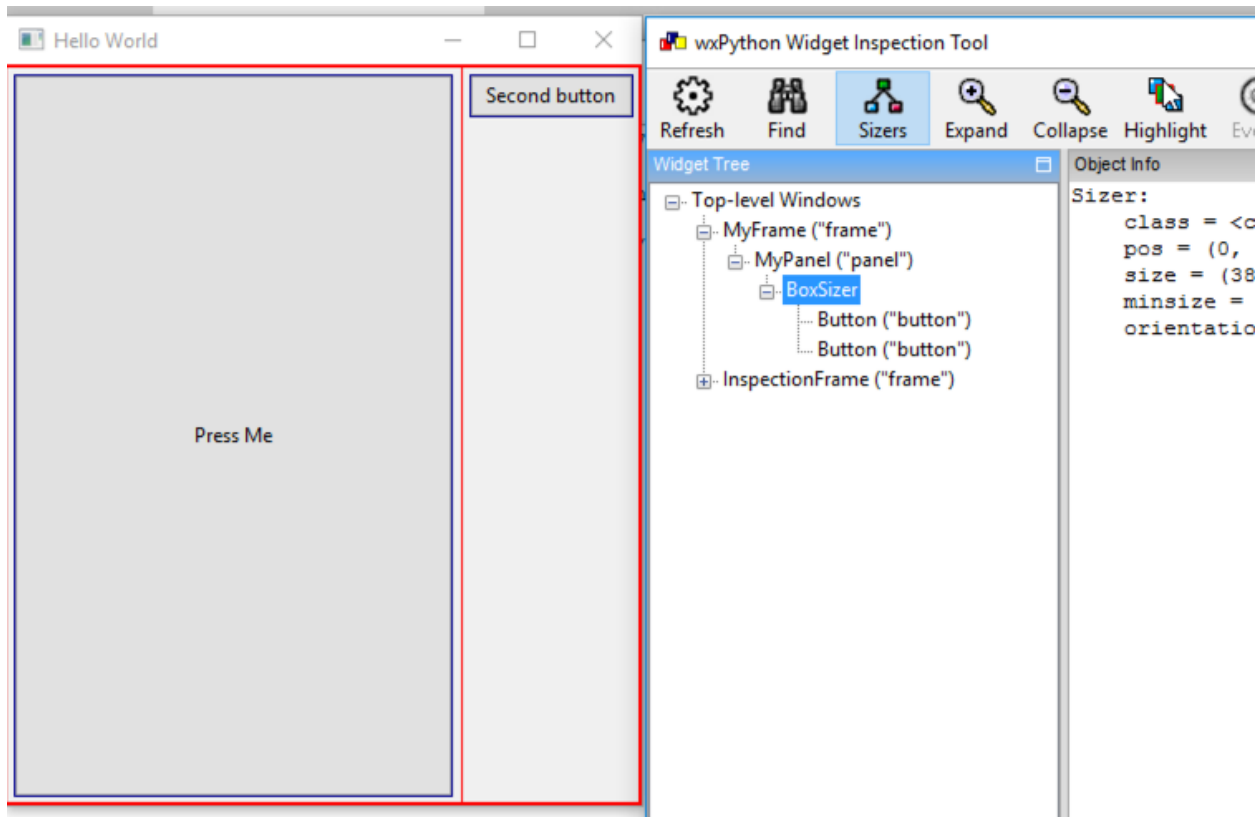 Hello World
Press Me
Second button
wxPython Widget Inspection Tool
Refresh Find Sizers Expand Collapse Highlight
Widget Tree
Top-level Windows
MyFrame ("frame")
MyPanel ("panel")
BoxSizer
Button ("button")
Button ("button")
InspectionFrame ("frame")
Object Info
Sizer:
class = <c
pos = (0,
size = (38
minsize =
orientatio